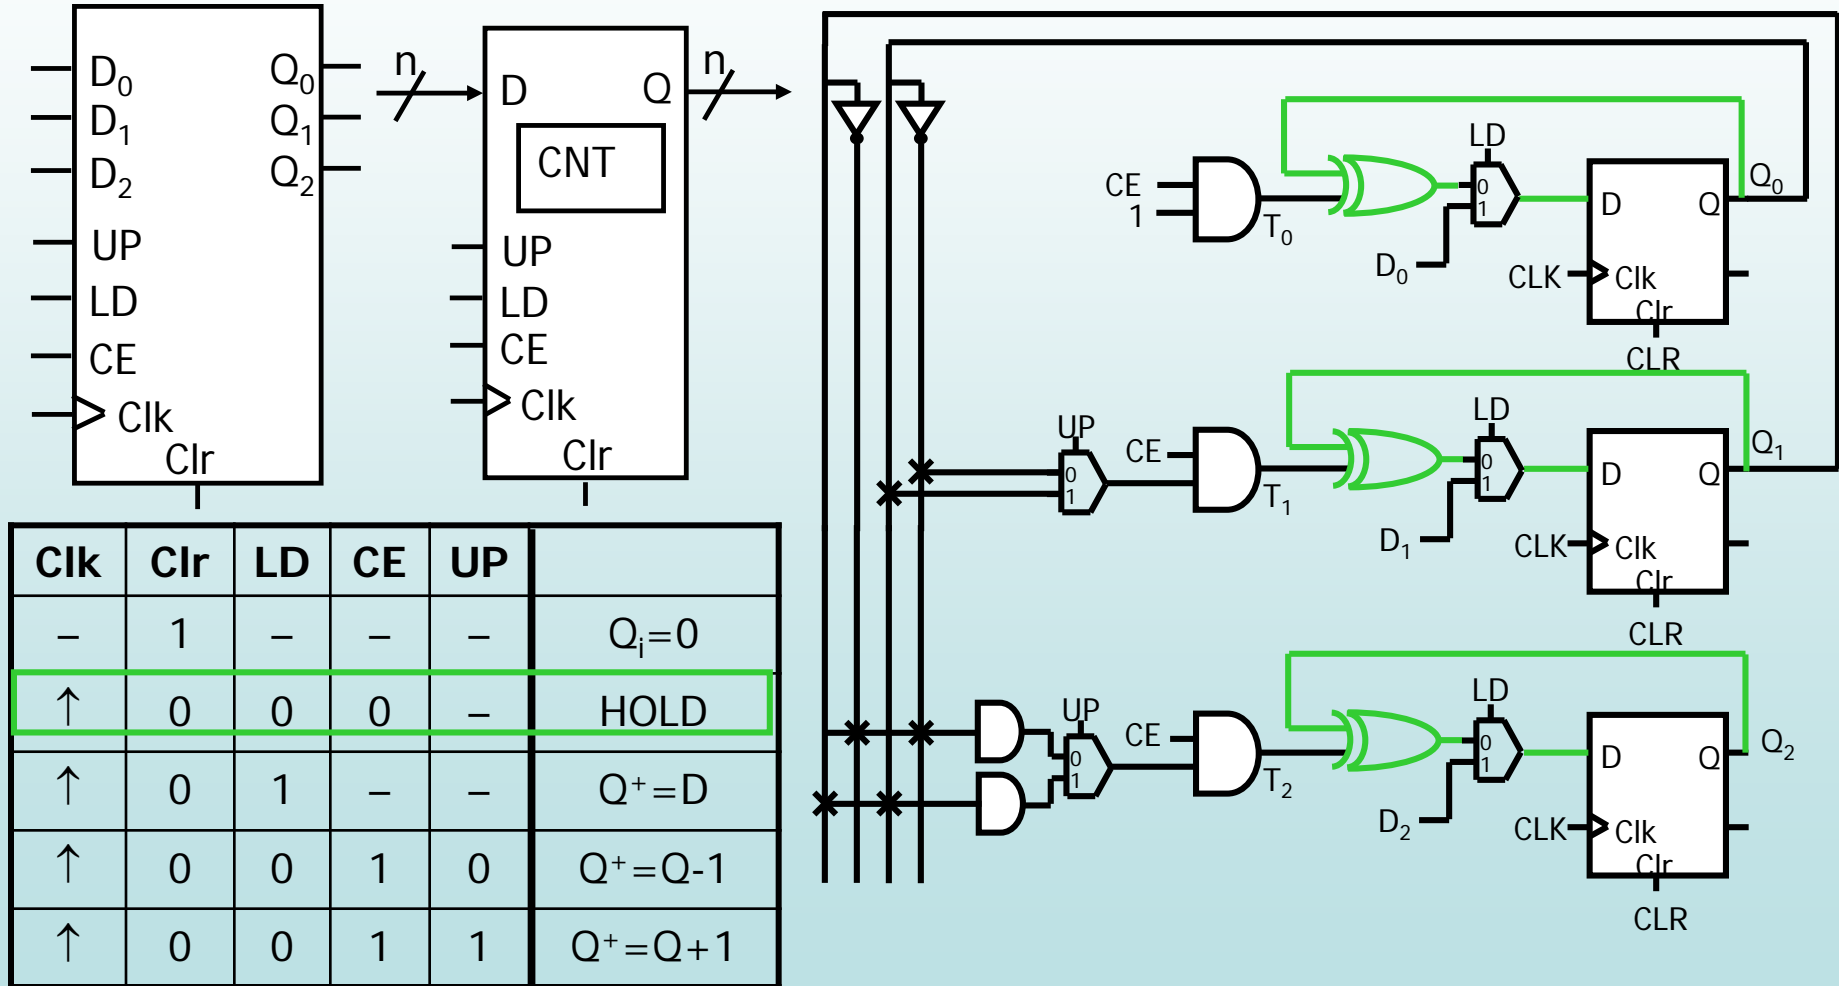 D₀ Q₀
D₁ Q₁
D₂ Q₂
UP
LD
CE
Clk
Clr
n n
D Q
CNT
UP
LD
CE
Clk
Clr
Clk Clr LD CE UP
– 1 – – – Qᵢ=0
↑ 0 0 0 – HOLD
↑ 0 1 – – Q⁺=D
↑ 0 0 1 0 Q⁺=Q-1
↑ 0 0 1 1 Q⁺=Q+1
LD
CE 0 Q₀
1 1 D Q
T₀
D₀ CLK Clk
Clr
CLR
UP LD
CE 0 Q₁
0 1 D Q
1 T₁
D₁ CLK Clk
Clr
CLR
UP LD
CE 0 Q₂
0 1 D Q
1 T₂
D₂ CLK Clk
Clr
CLR